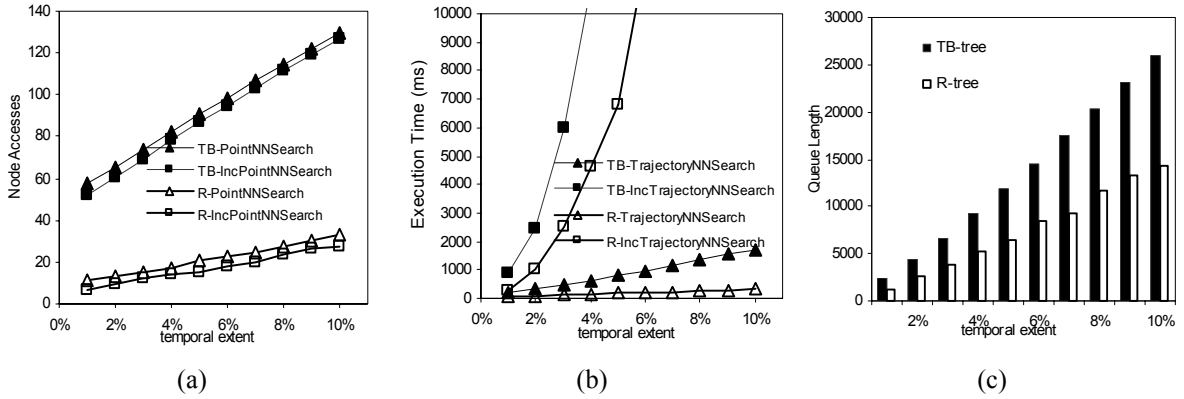 140
120
100
80
60
40
20
0
Node Accesses
TB-PointNNSearch
TB-IncPointNNSearch
R-PointNNSearch
R-IncPointNNSearch
0% 2% 4% 6% 8% 10%
temporal extent
(a)
10000
9000
8000
7000
6000
5000
4000
3000
2000
1000
0
Execution Time (ms)
TB-TrajectoryNNSearch
TB-IncTrajectoryNNSearch
R-TrajectoryNNSearch
R-IncTrajectoryNNSearch
0% 2% 4% 6% 8% 10%
temporal extent
(b)
30000
25000
20000
15000
10000
5000
0
Queue Length
TB-tree
R-tree
2% 4% 6% 8% 10%
temporal extent
(c)